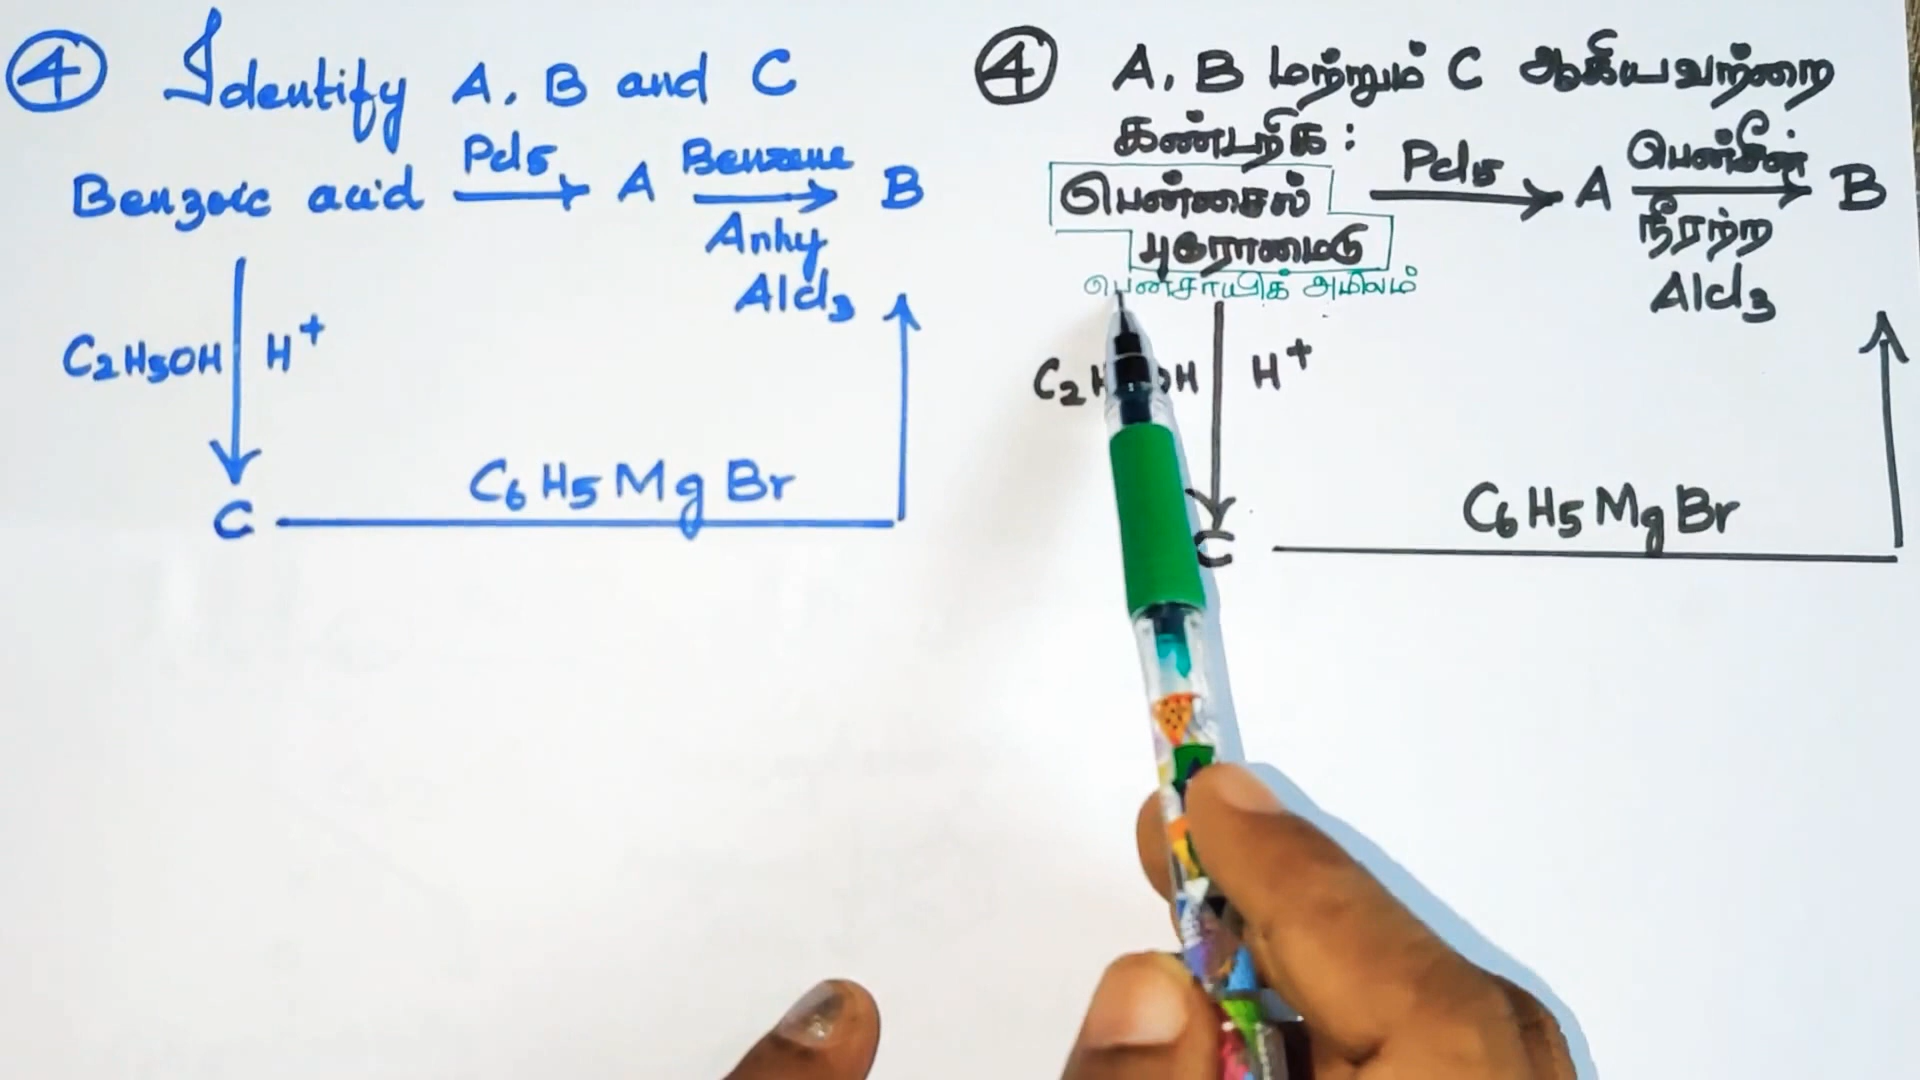 ④ Identify A, B and C
Benzoic acid PCl5 A Benzene B
Anhy
AlCl3
C2H5OH H+
C6H5MgBr
C
④ A, B மற்றும் C ஆகியவற்றை
கண்டறிக :
பென்சைல் PCl5 A பென்சீன் B
புரோமைடு நீரற்ற
பென்சாயிக் அமிலம் AlCl3
H+
C6H5MgBr
C